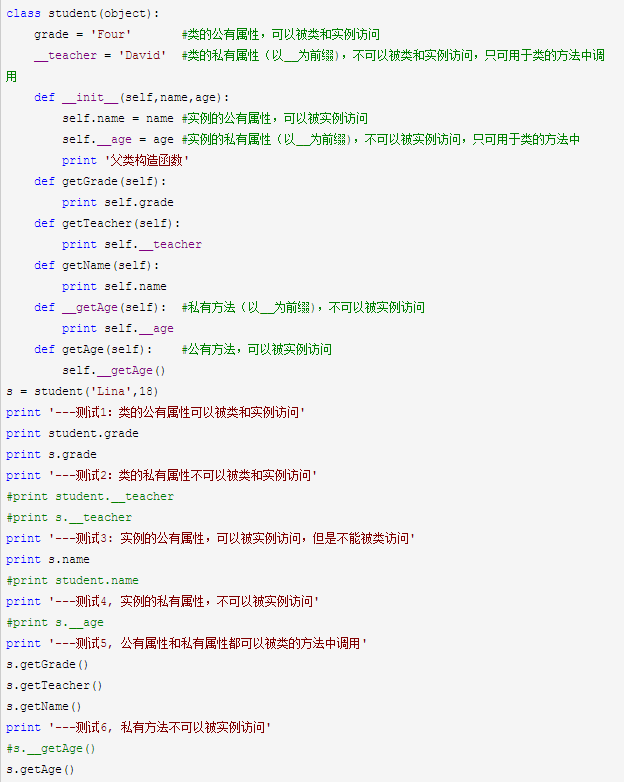 class student(object):
    grade = 'Four'       #类的公有属性，可以被类和实例访问
    __teacher = 'David'  #类的私有属性（以__为前缀），不可以被类和实例访问，只可用于类的方法中调
用
    def __init__(self,name,age):
        self.name = name #实例的公有属性，可以被实例访问
        self.__age = age #实例的私有属性（以__为前缀），不可以被实例访问，只可用于类的方法中
        print '父类构造函数'
    def getGrade(self):
        print self.grade
    def getTeacher(self):
        print self.__teacher
    def getName(self):
        print self.name
    def __getAge(self):  #私有方法（以__为前缀），不可以被实例访问
        print self.__age
    def getAge(self):    #公有方法，可以被实例访问
        self.__getAge()
s = student('Lina',18)
print '---测试1：类的公有属性可以被类和实例访问'
print student.grade
print s.grade
print '---测试2：类的私有属性不可以被类和实例访问'
#print student.__teacher
#print s.__teacher
print '---测试3: 实例的公有属性，可以被实例访问，但是不能被类访问'
print s.name
#print student.name
print '---测试4, 实例的私有属性，不可以被实例访问'
#print s.__age
print '---测试5, 公有属性和私有属性都可以被类的方法中调用'
s.getGrade()
s.getTeacher()
s.getName()
print '---测试6, 私有方法不可以被实例访问'
#s.__getAge()
s.getAge()